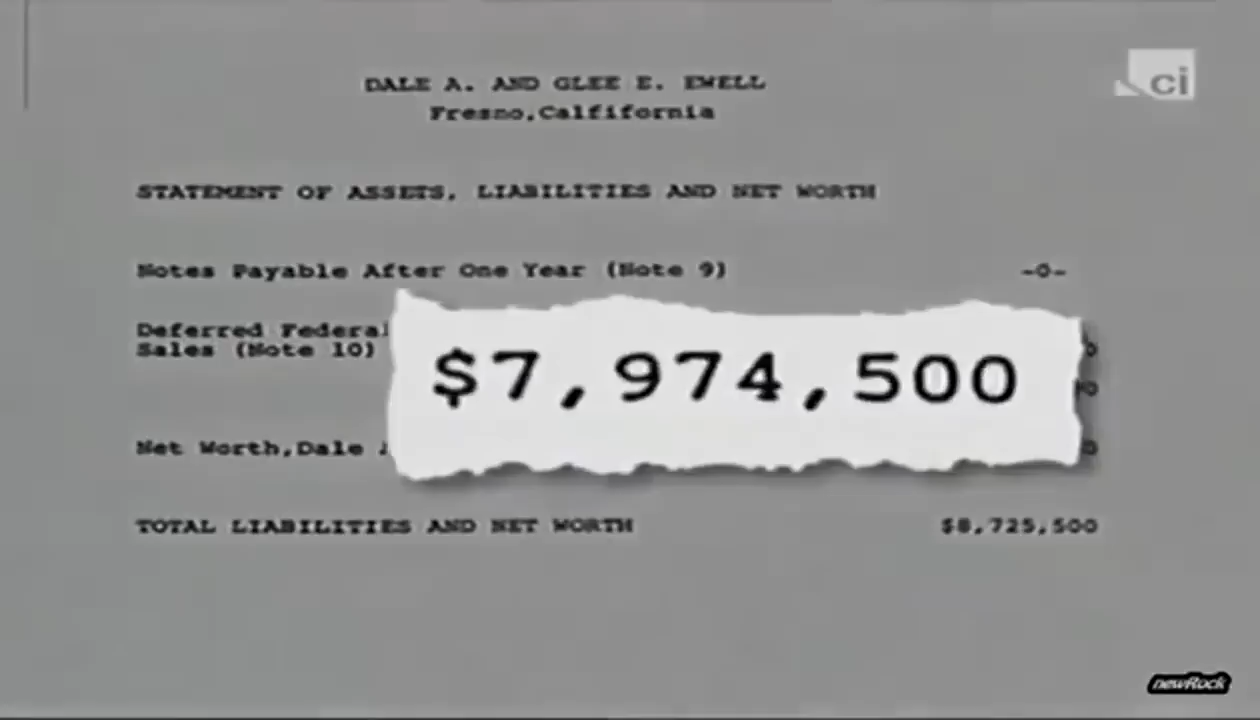 DALE A. AND GLEE E. EWELL
Fresno,Calfifornia
ci
STATEMENT OF ASSETS, LIABILITIES AND NET WORTH
Notes Payable After One Year (Note 9) -0-
Deferred Federal
Sales (Note 10)
$7,974,500
Net Worth,Dale
TOTAL LIABILITIES AND NET WORTH $8,725,500
newRock